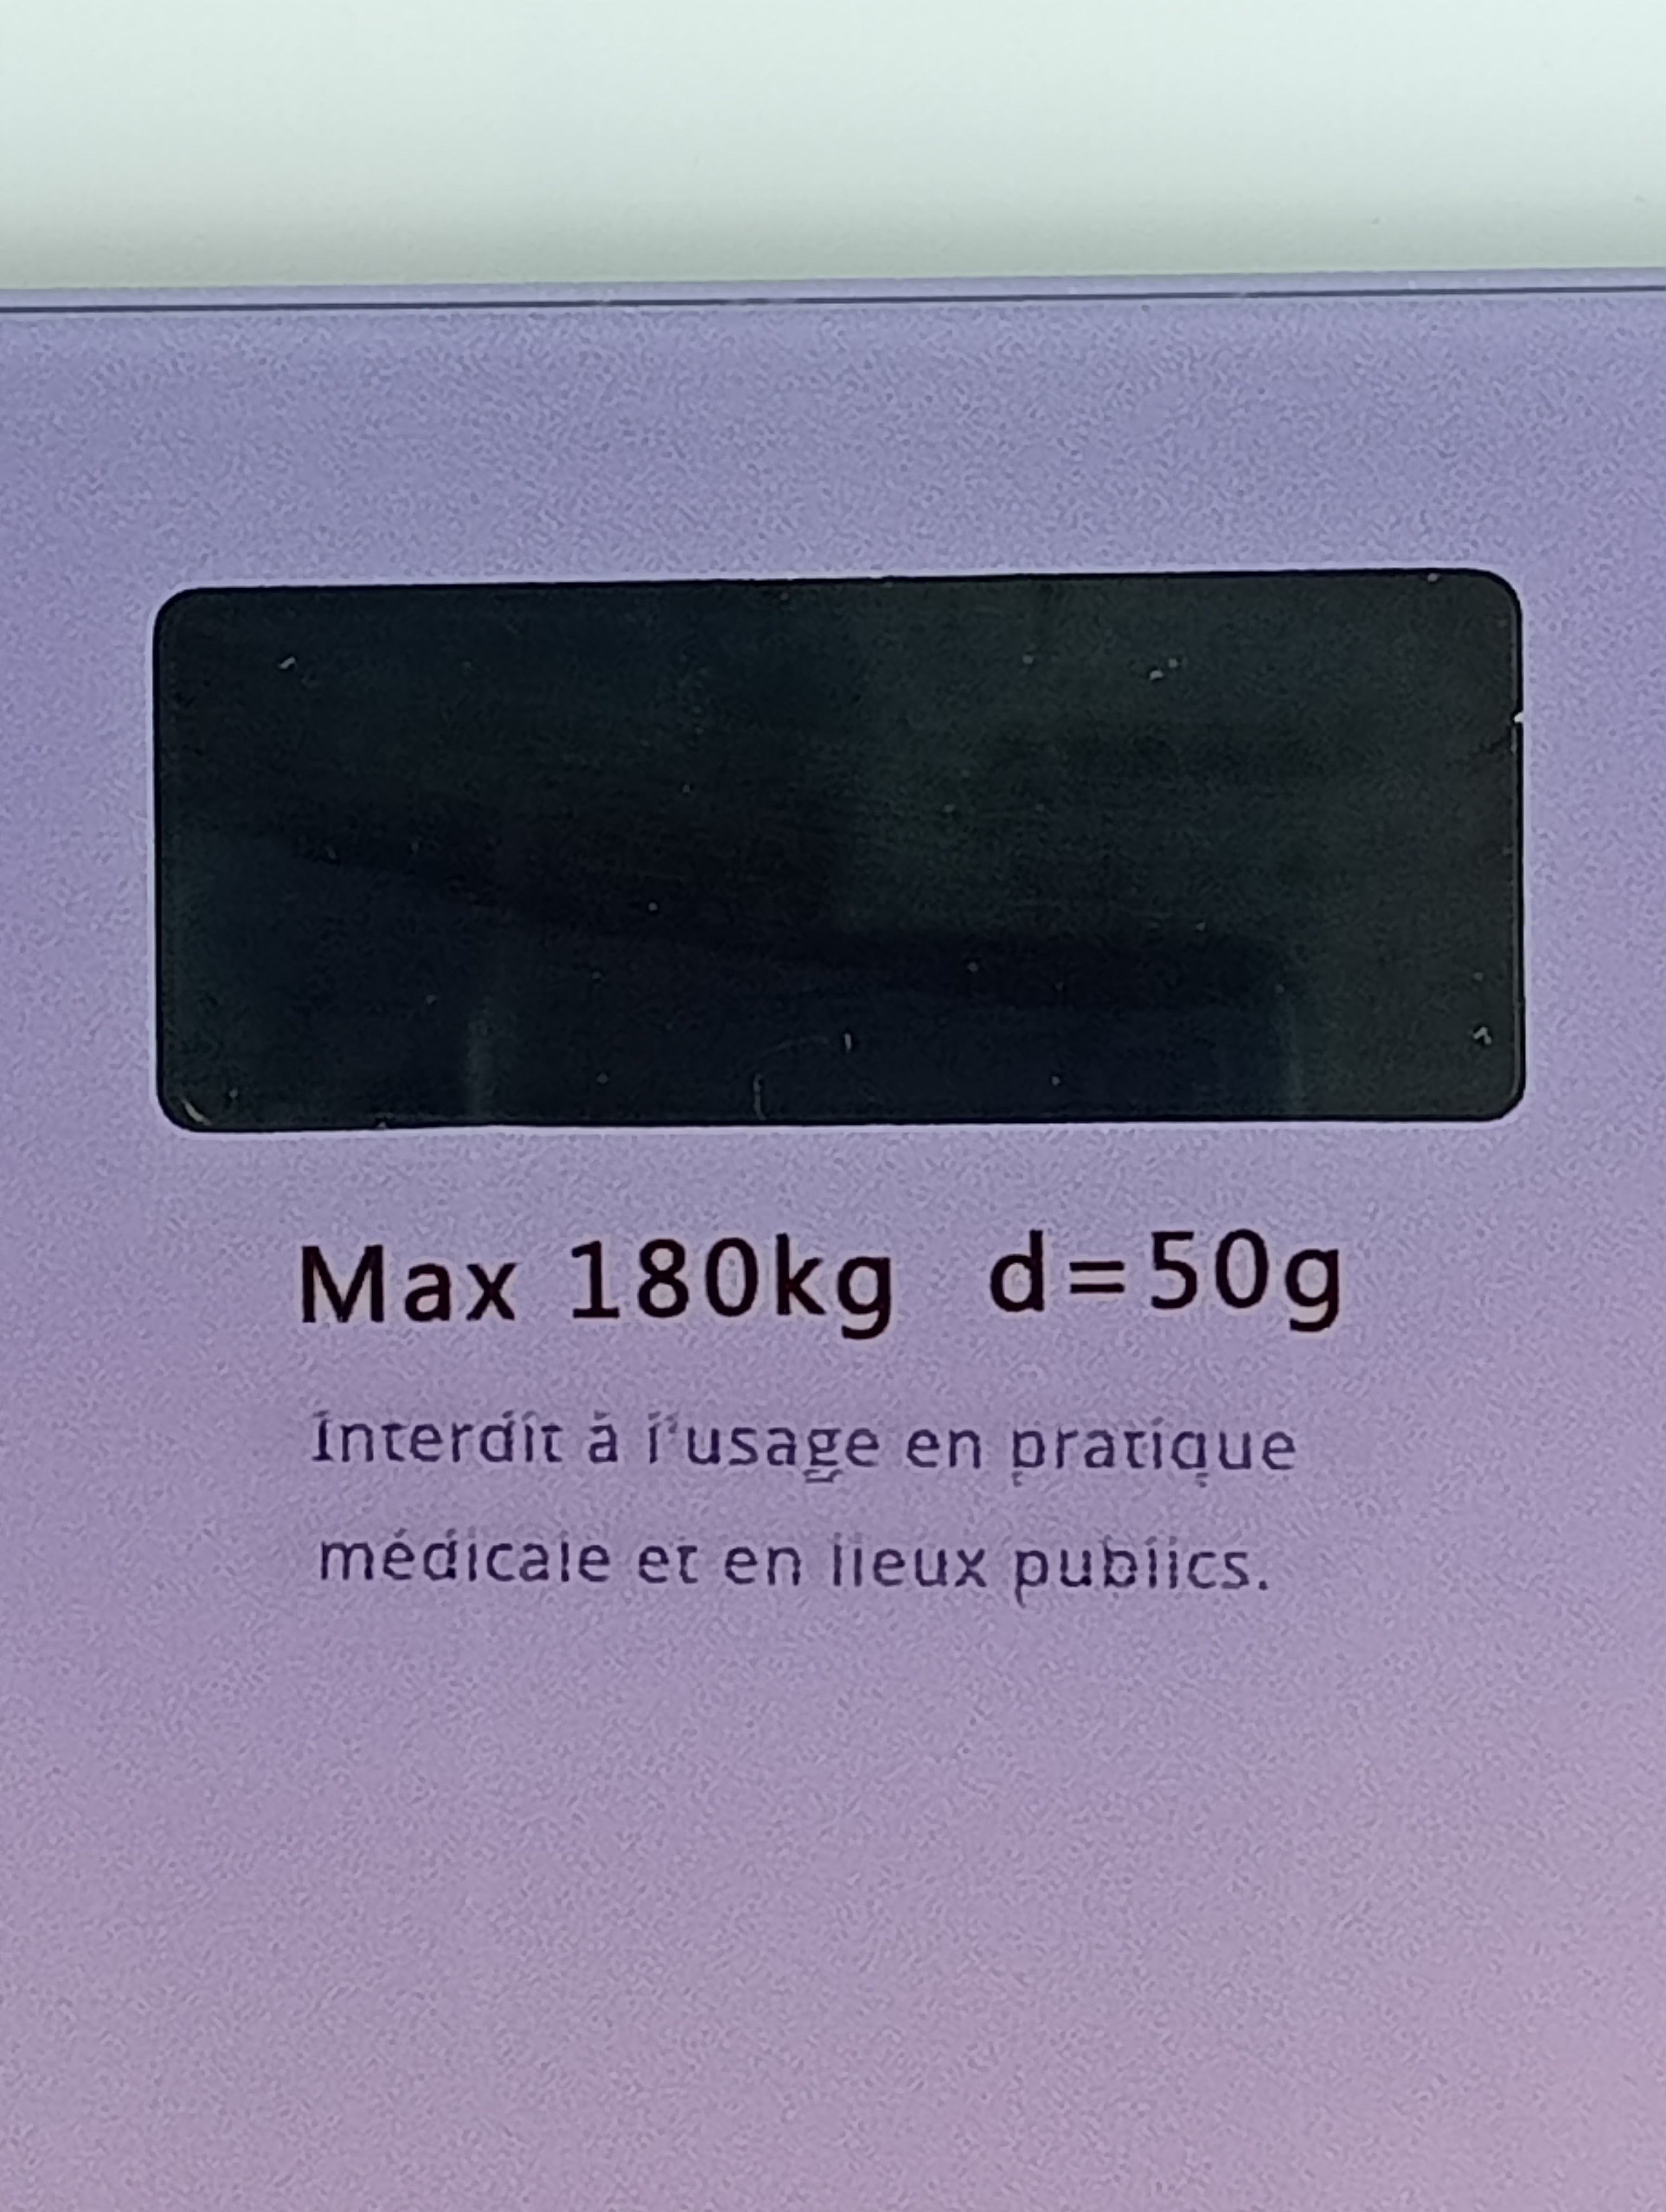 Max 180kg d=50g
Interdit à l'usage en pratique
médicale et en lieux publics.